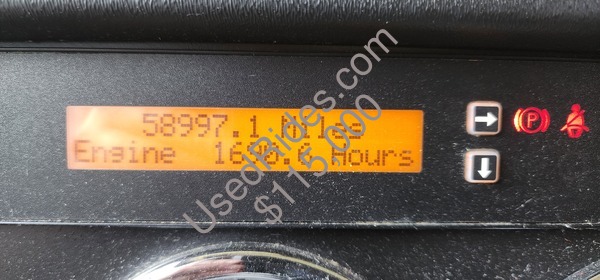 58997.1 Miles
Engine Hours
P
UsedRides.com
$115,000